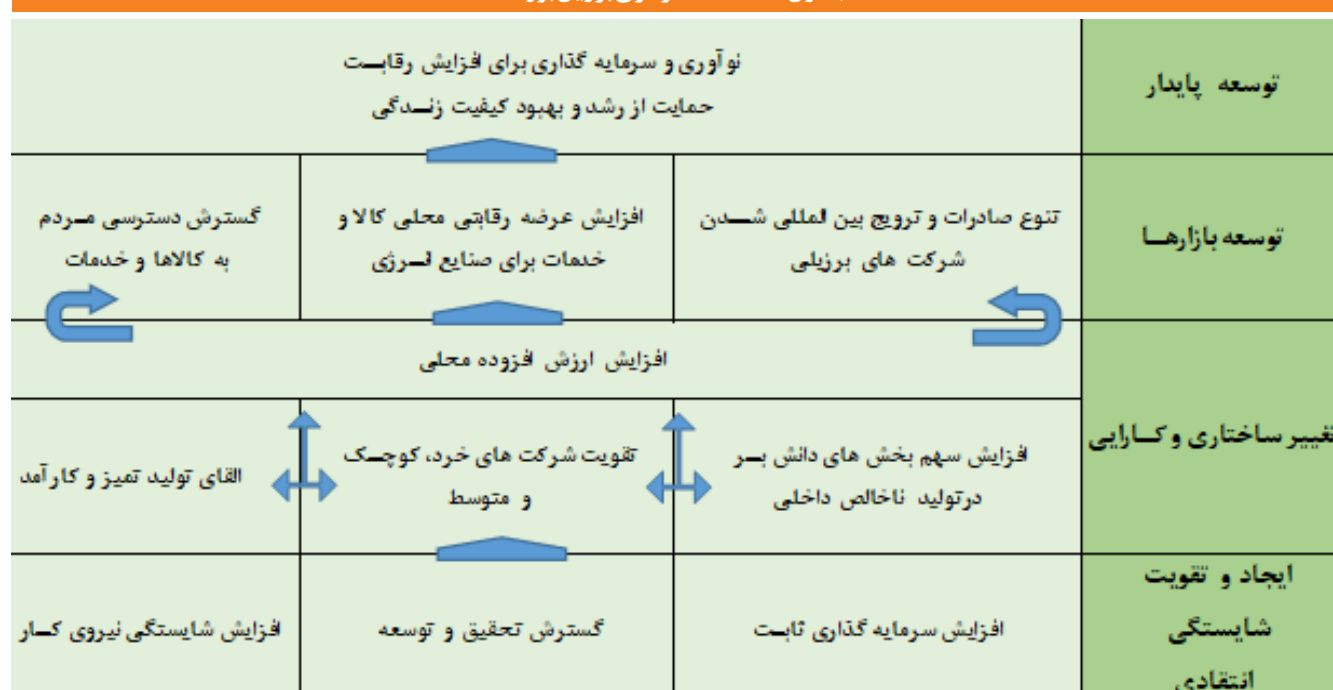 نوآوری و سرمایه گذاری برای افزایش رقابت
حمایت از رشد و بهبود کیفیت زندگی
توسعه پایدار
تنوع صادرات و ترویج بین المللی شدن
شرکت های برزیلی
افزایش عرضه رقابتی محلی کالا و
خدمات برای صنایع انرژی
گسترش دسترسی مردم
به کالاها و خدمات
توسعه بازارها
افزایش ارزش افزوده محلی
تغییر ساختاری و کارایی
افزایش سهم بخش های دانش بر
درتولید ناخالص داخلی
تقویت شرکت های خرد، کوچک
و متوسط
القای تولید تمیز و کارآمد
ایجاد و تقویت
شایستگی
انتقادی
افزایش سرمایه گذاری ثابت
گسترش تحقیق و توسعه
افزایش شایستگی نیروی کار